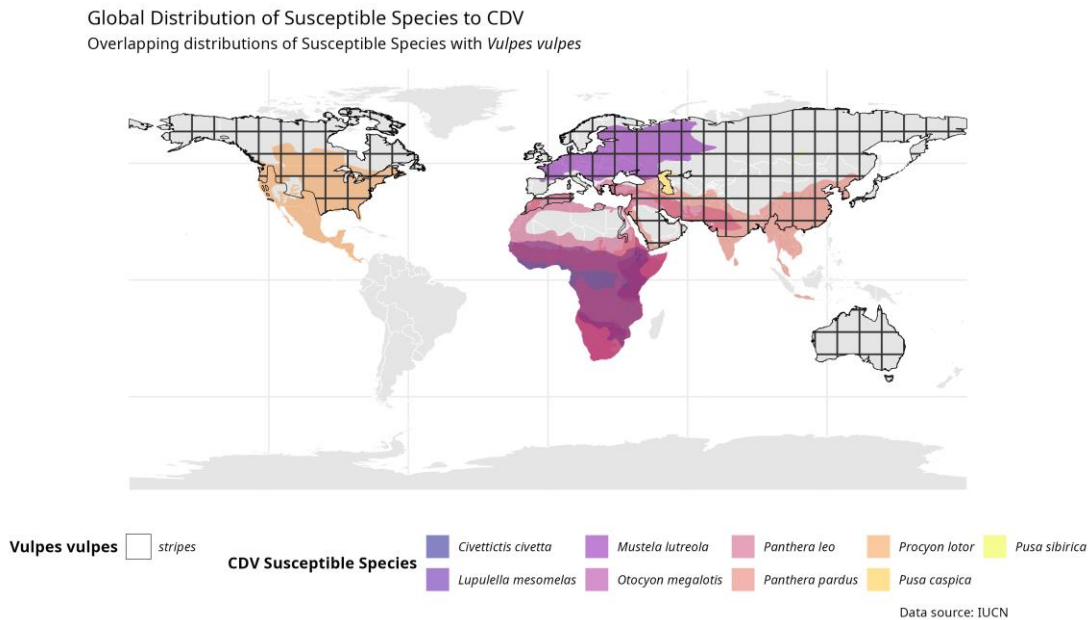 Global Distribution of Susceptible Species to CDV
Overlapping distributions of Susceptible Species with Vulpes vulpes
Vulpes vulpes stripes
CDV Susceptible Species
Civettictis civetta Mustela lutreola Panthera leo Procyon lotor Pusa sibirica
Lupulella mesomelas Otocyon megalotis Panthera pardus Pusa caspica
Data source: IUCN